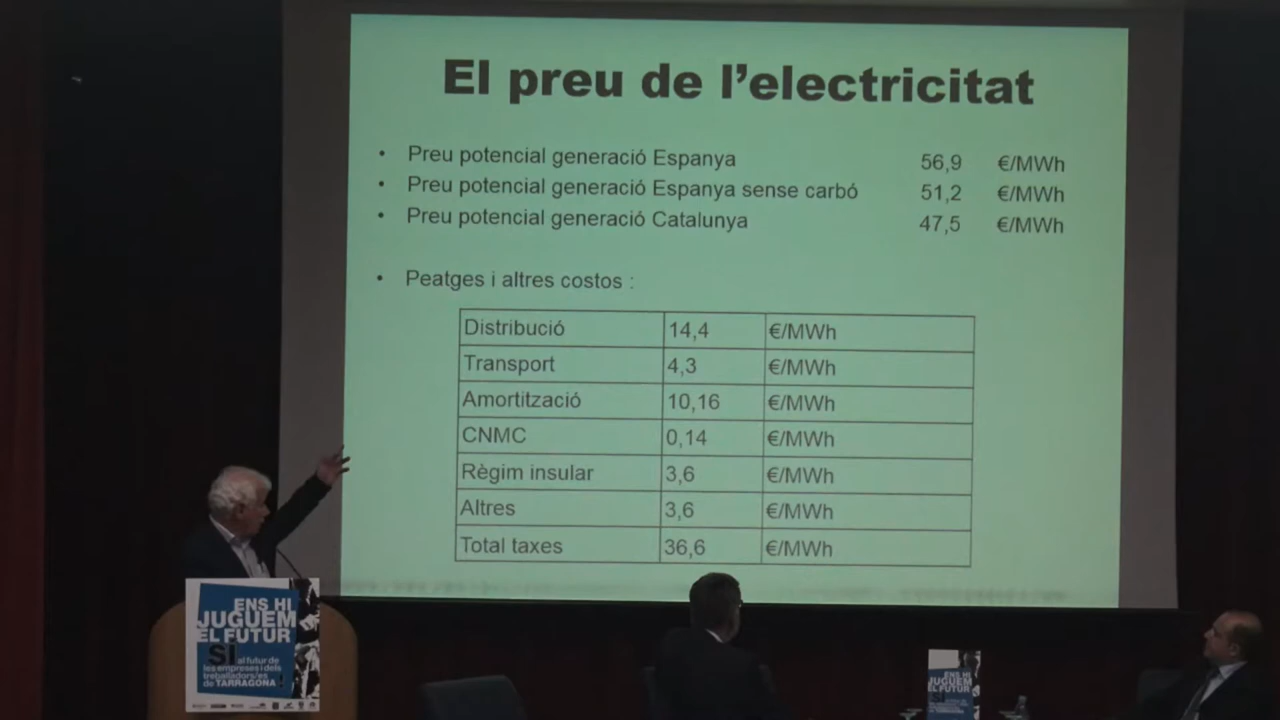 El preu de l’electricitat
• Preu potencial generació Espanya 56,9 €/MWh
• Preu potencial generació Espanya sense carbó 51,2 €/MWh
• Preu potencial generació Catalunya 47,5 €/MWh
• Peatges i altres costos :
Distribució 14,4 €/MWh
Transport 4,3 €/MWh
Amortització 10,16 €/MWh
CNMC 0,14 €/MWh
Règim insular 3,6 €/MWh
Altres 3,6 €/MWh
Total taxes 36,6 €/MWh
ENS HI
JUGUEM
EL FUTUR
SI al futur de
les empreses i dels
treballadors/es
de TARRAGONA
ENS HI
JUGUEM
EL FUTUR
SI